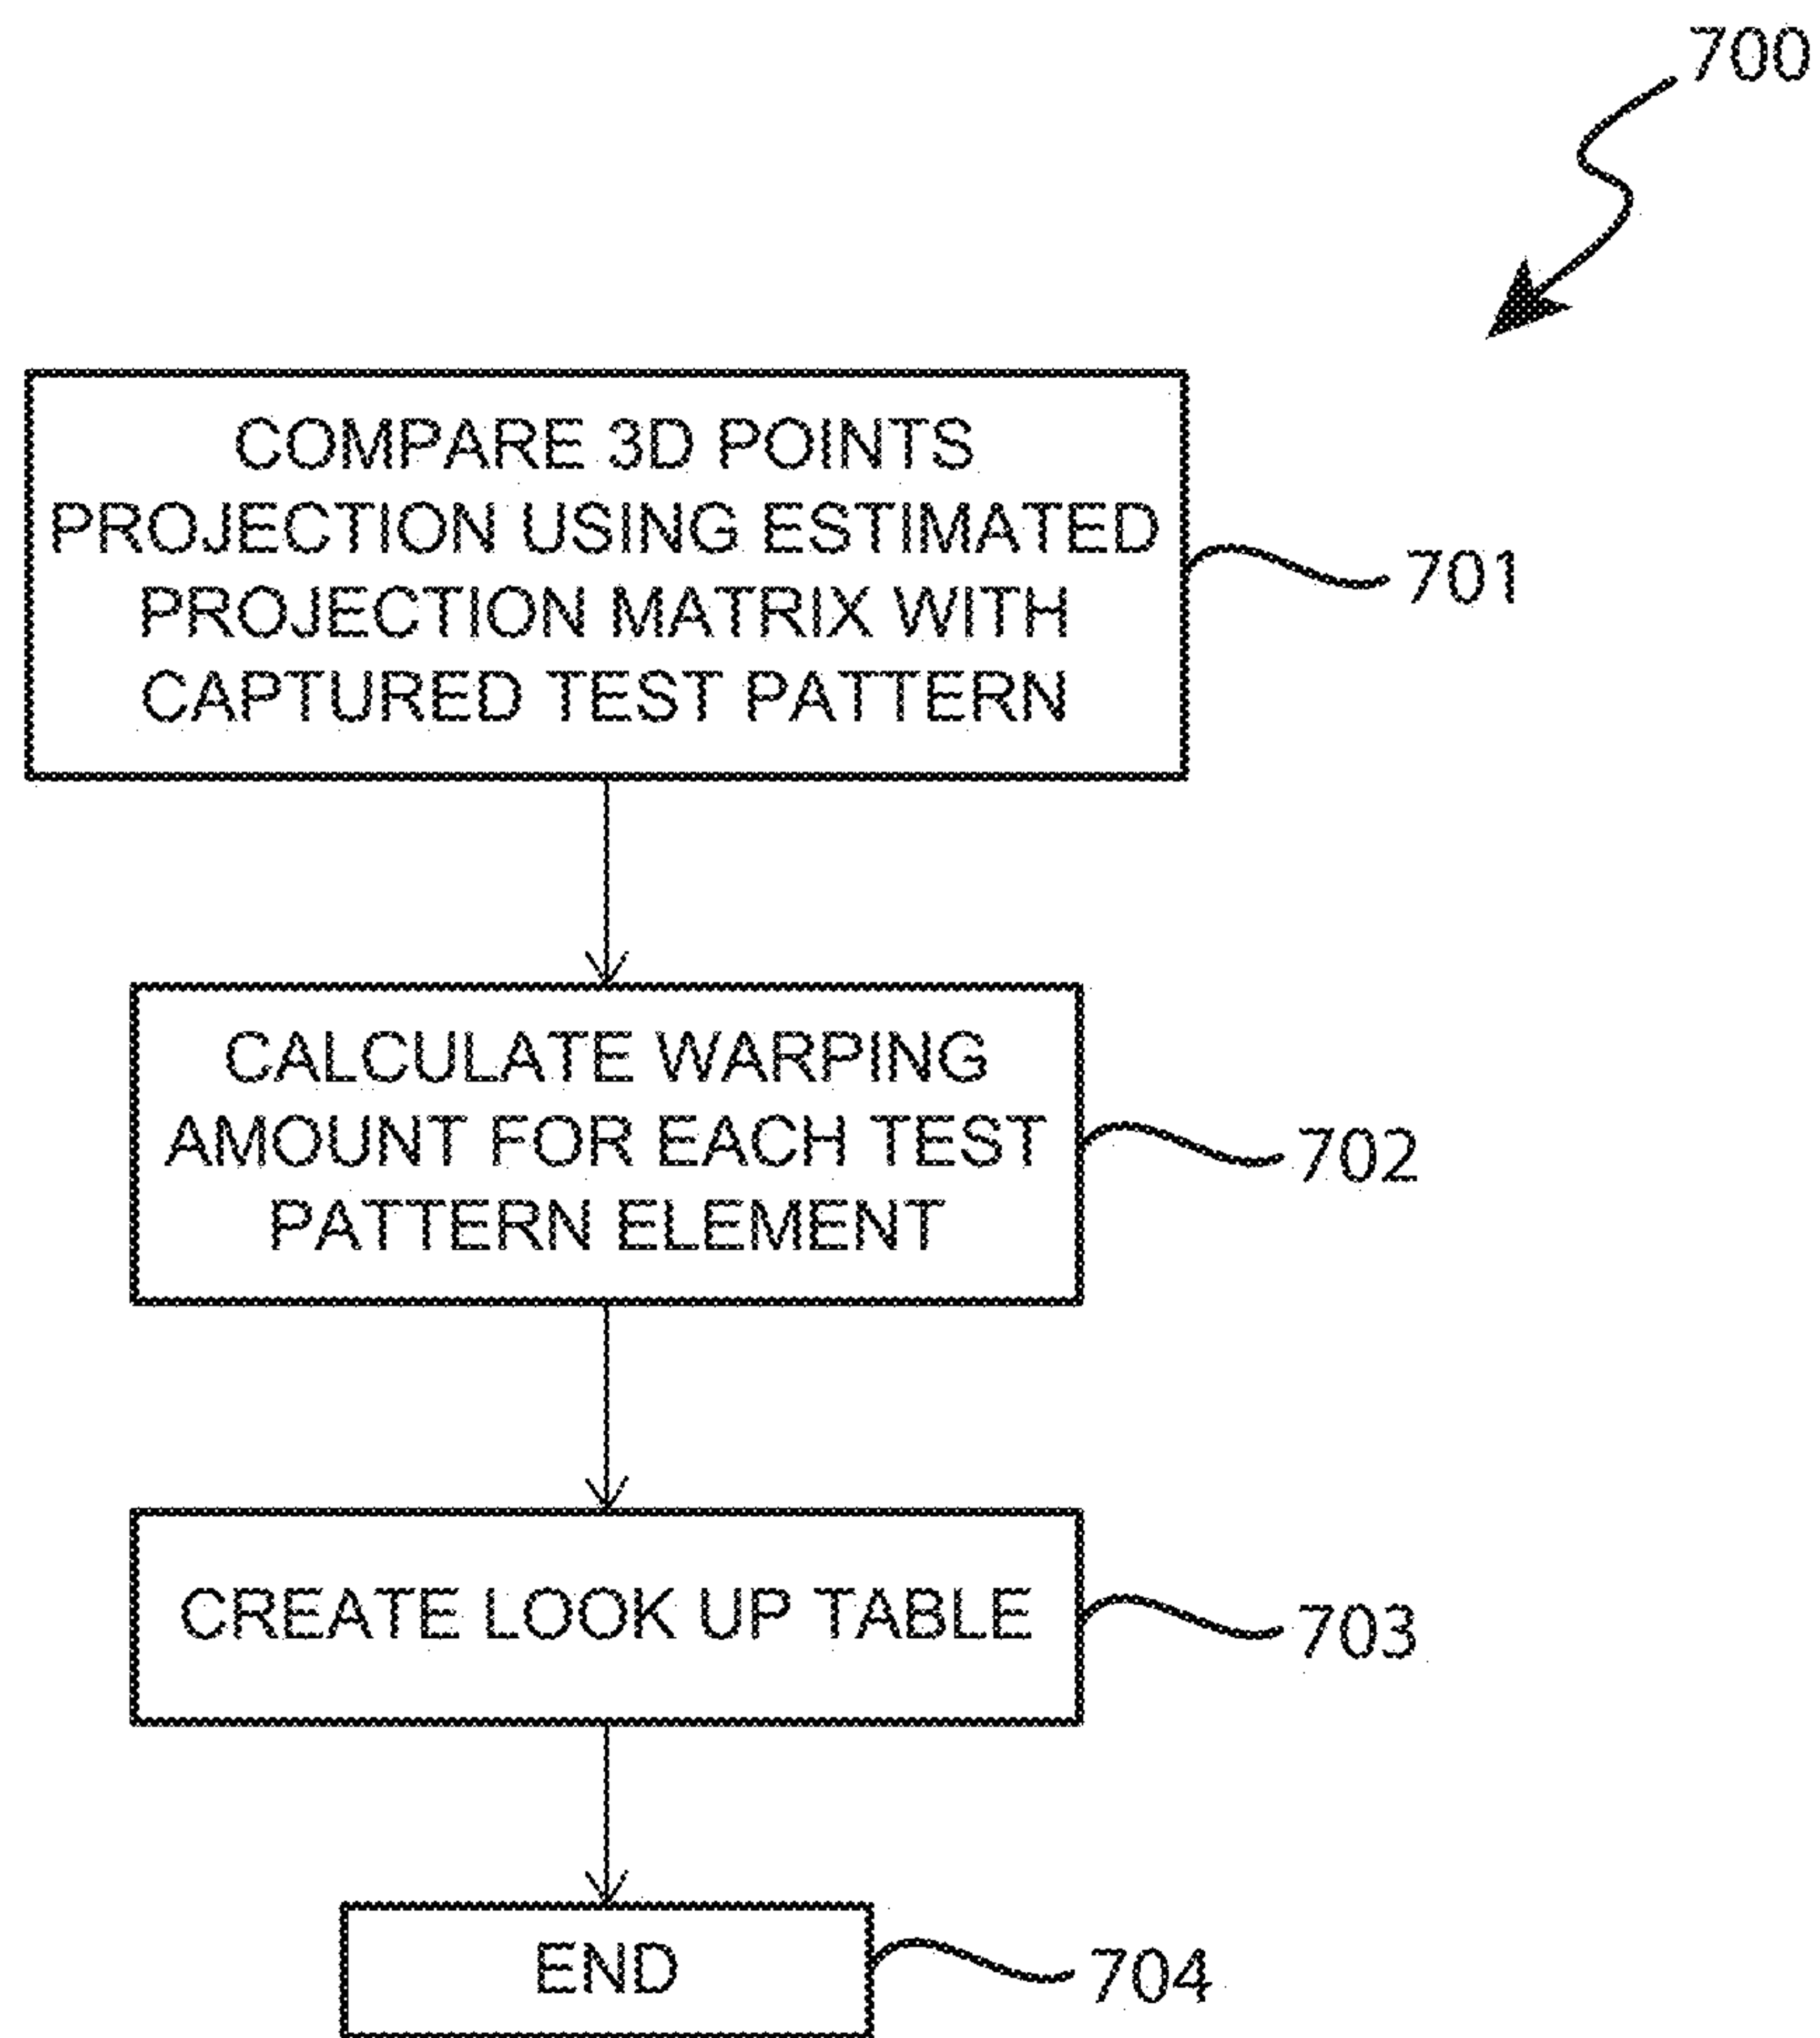 700
COMPARE 3D POINTS
PROJECTION USING ESTIMATED
PROJECTION MATRIX WITH
CAPTURED TEST PATTERN
701
CALCULATE WARPING
AMOUNT FOR EACH TEST
PATTERN ELEMENT
702
CREATE LOOK UP TABLE
703
END
704